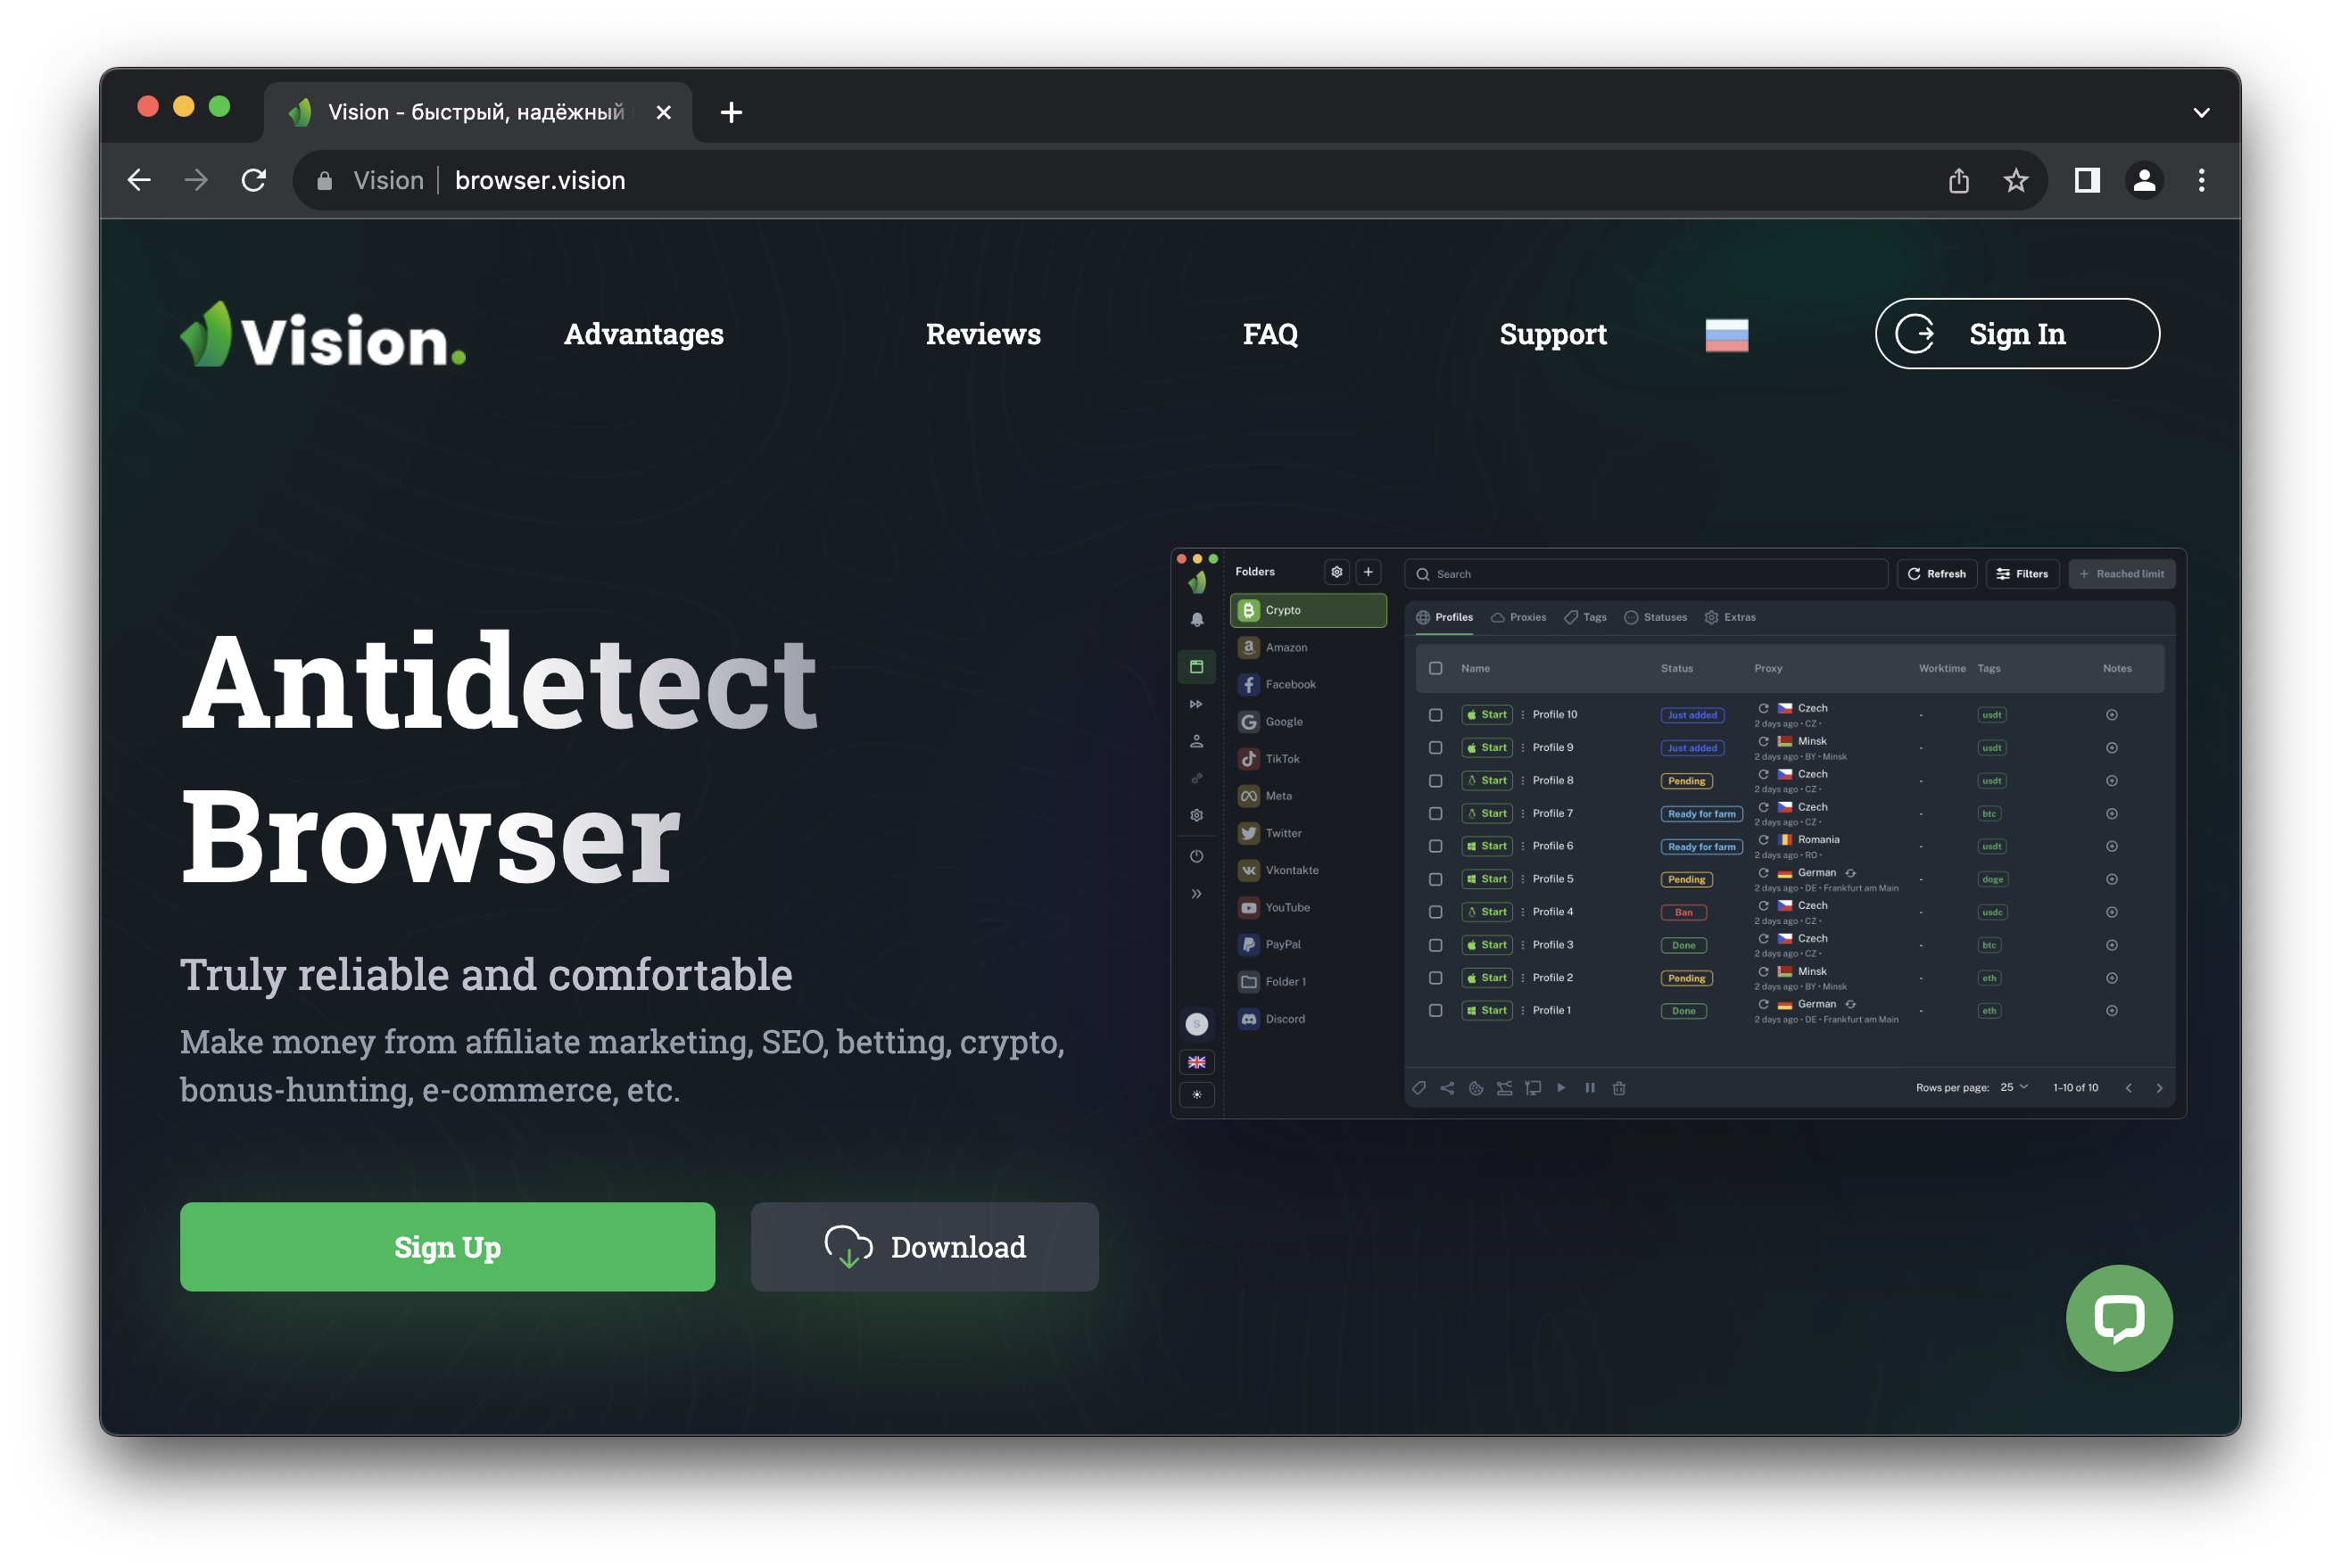 Vision - быстрый, надёжный
Vision browser.vision
Vision.
Advantages Reviews FAQ Support Sign In
Antidetect
Browser
Truly reliable and comfortable
Make money from affiliate marketing, SEO, betting, crypto,
bonus-hunting, e-commerce, etc.
Sign Up Download
Folders
Crypto
Amazon
Facebook
Google
TikTok
Meta
Twitter
Vkontakte
YouTube
PayPal
Folder 1
Discord
S
Search Refresh Filters + Reached limit
Profiles Proxies Tags Statuses Extras
Name Status Proxy Worktime Tags Notes
Start Profile 10 Just added Czech - usdt
2 days ago • CZ •
Start Profile 9 Just added Minsk - usdt
2 days ago • BY • Minsk
Start Profile 8 Pending Czech - usdt
2 days ago • CZ •
Start Profile 7 Ready for farm Czech - btc
2 days ago • CZ •
Start Profile 6 Ready for farm Romania - usdt
2 days ago • RO •
Start Profile 5 Pending German - doge
2 days ago • DE • Frankfurt am Main
Start Profile 4 Ban Czech - usdc
2 days ago • CZ •
Start Profile 3 Done Czech - btc
2 days ago • CZ •
Start Profile 2 Pending Minsk - eth
2 days ago • BY • Minsk
Start Profile 1 Done German - eth
2 days ago • DE • Frankfurt am Main
Rows per page: 25 1–10 of 10